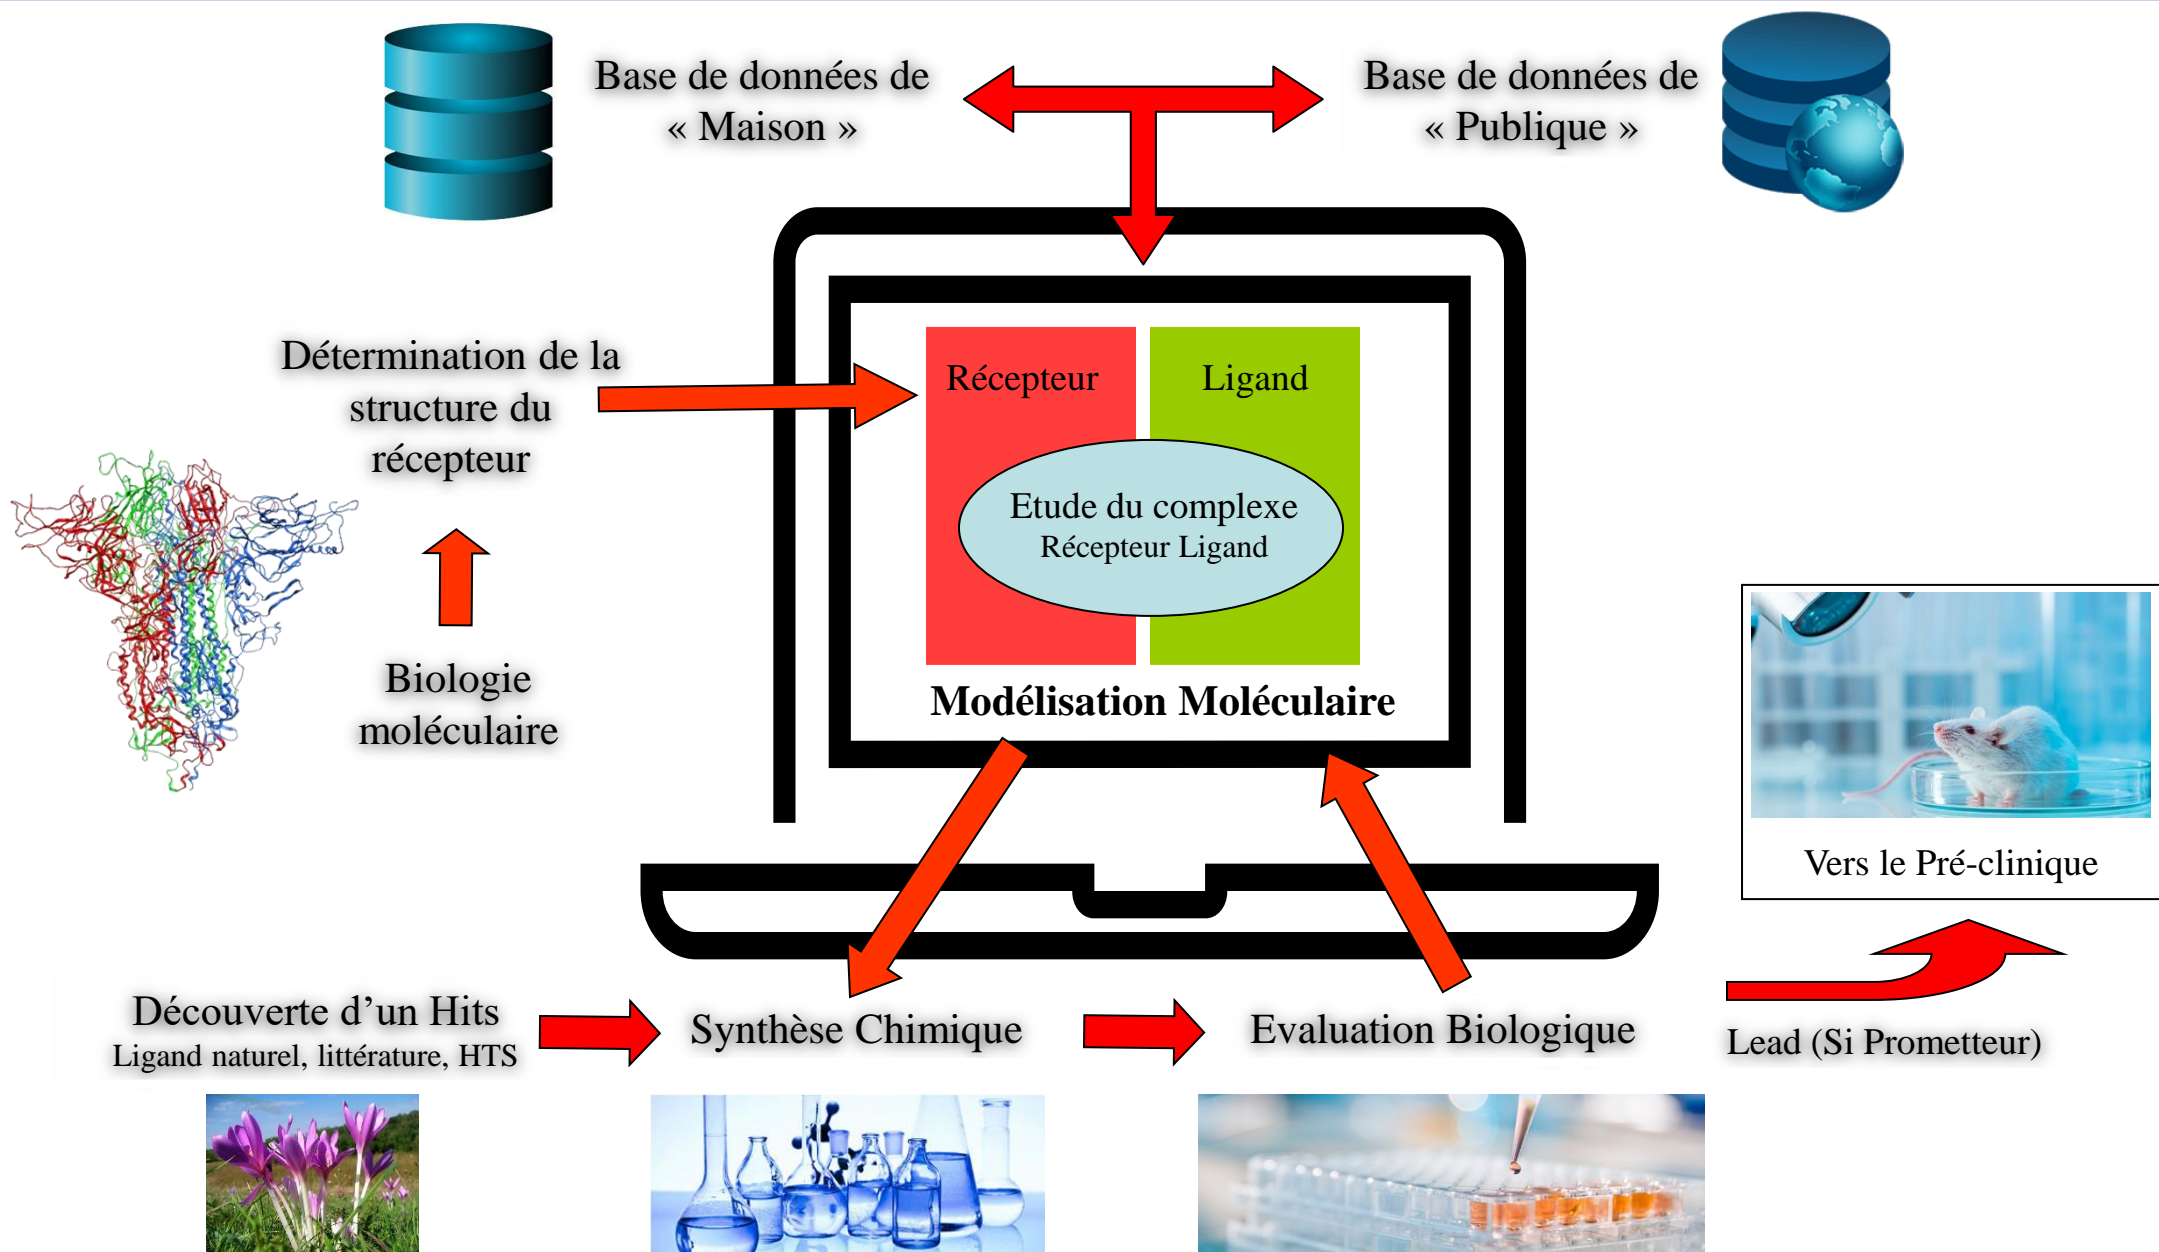 Base de données de
« Maison »
Base de données de
« Publique »
Détermination de la
structure du
récepteur
Récepteur
Ligand
Etude du complexe
Récepteur Ligand
Modélisation Moléculaire
Biologie
moléculaire
Vers le Pré-clinique
Découverte d’un Hits
Ligand naturel, littérature, HTS
Synthèse Chimique
Evaluation Biologique
Lead (Si Prometteur)